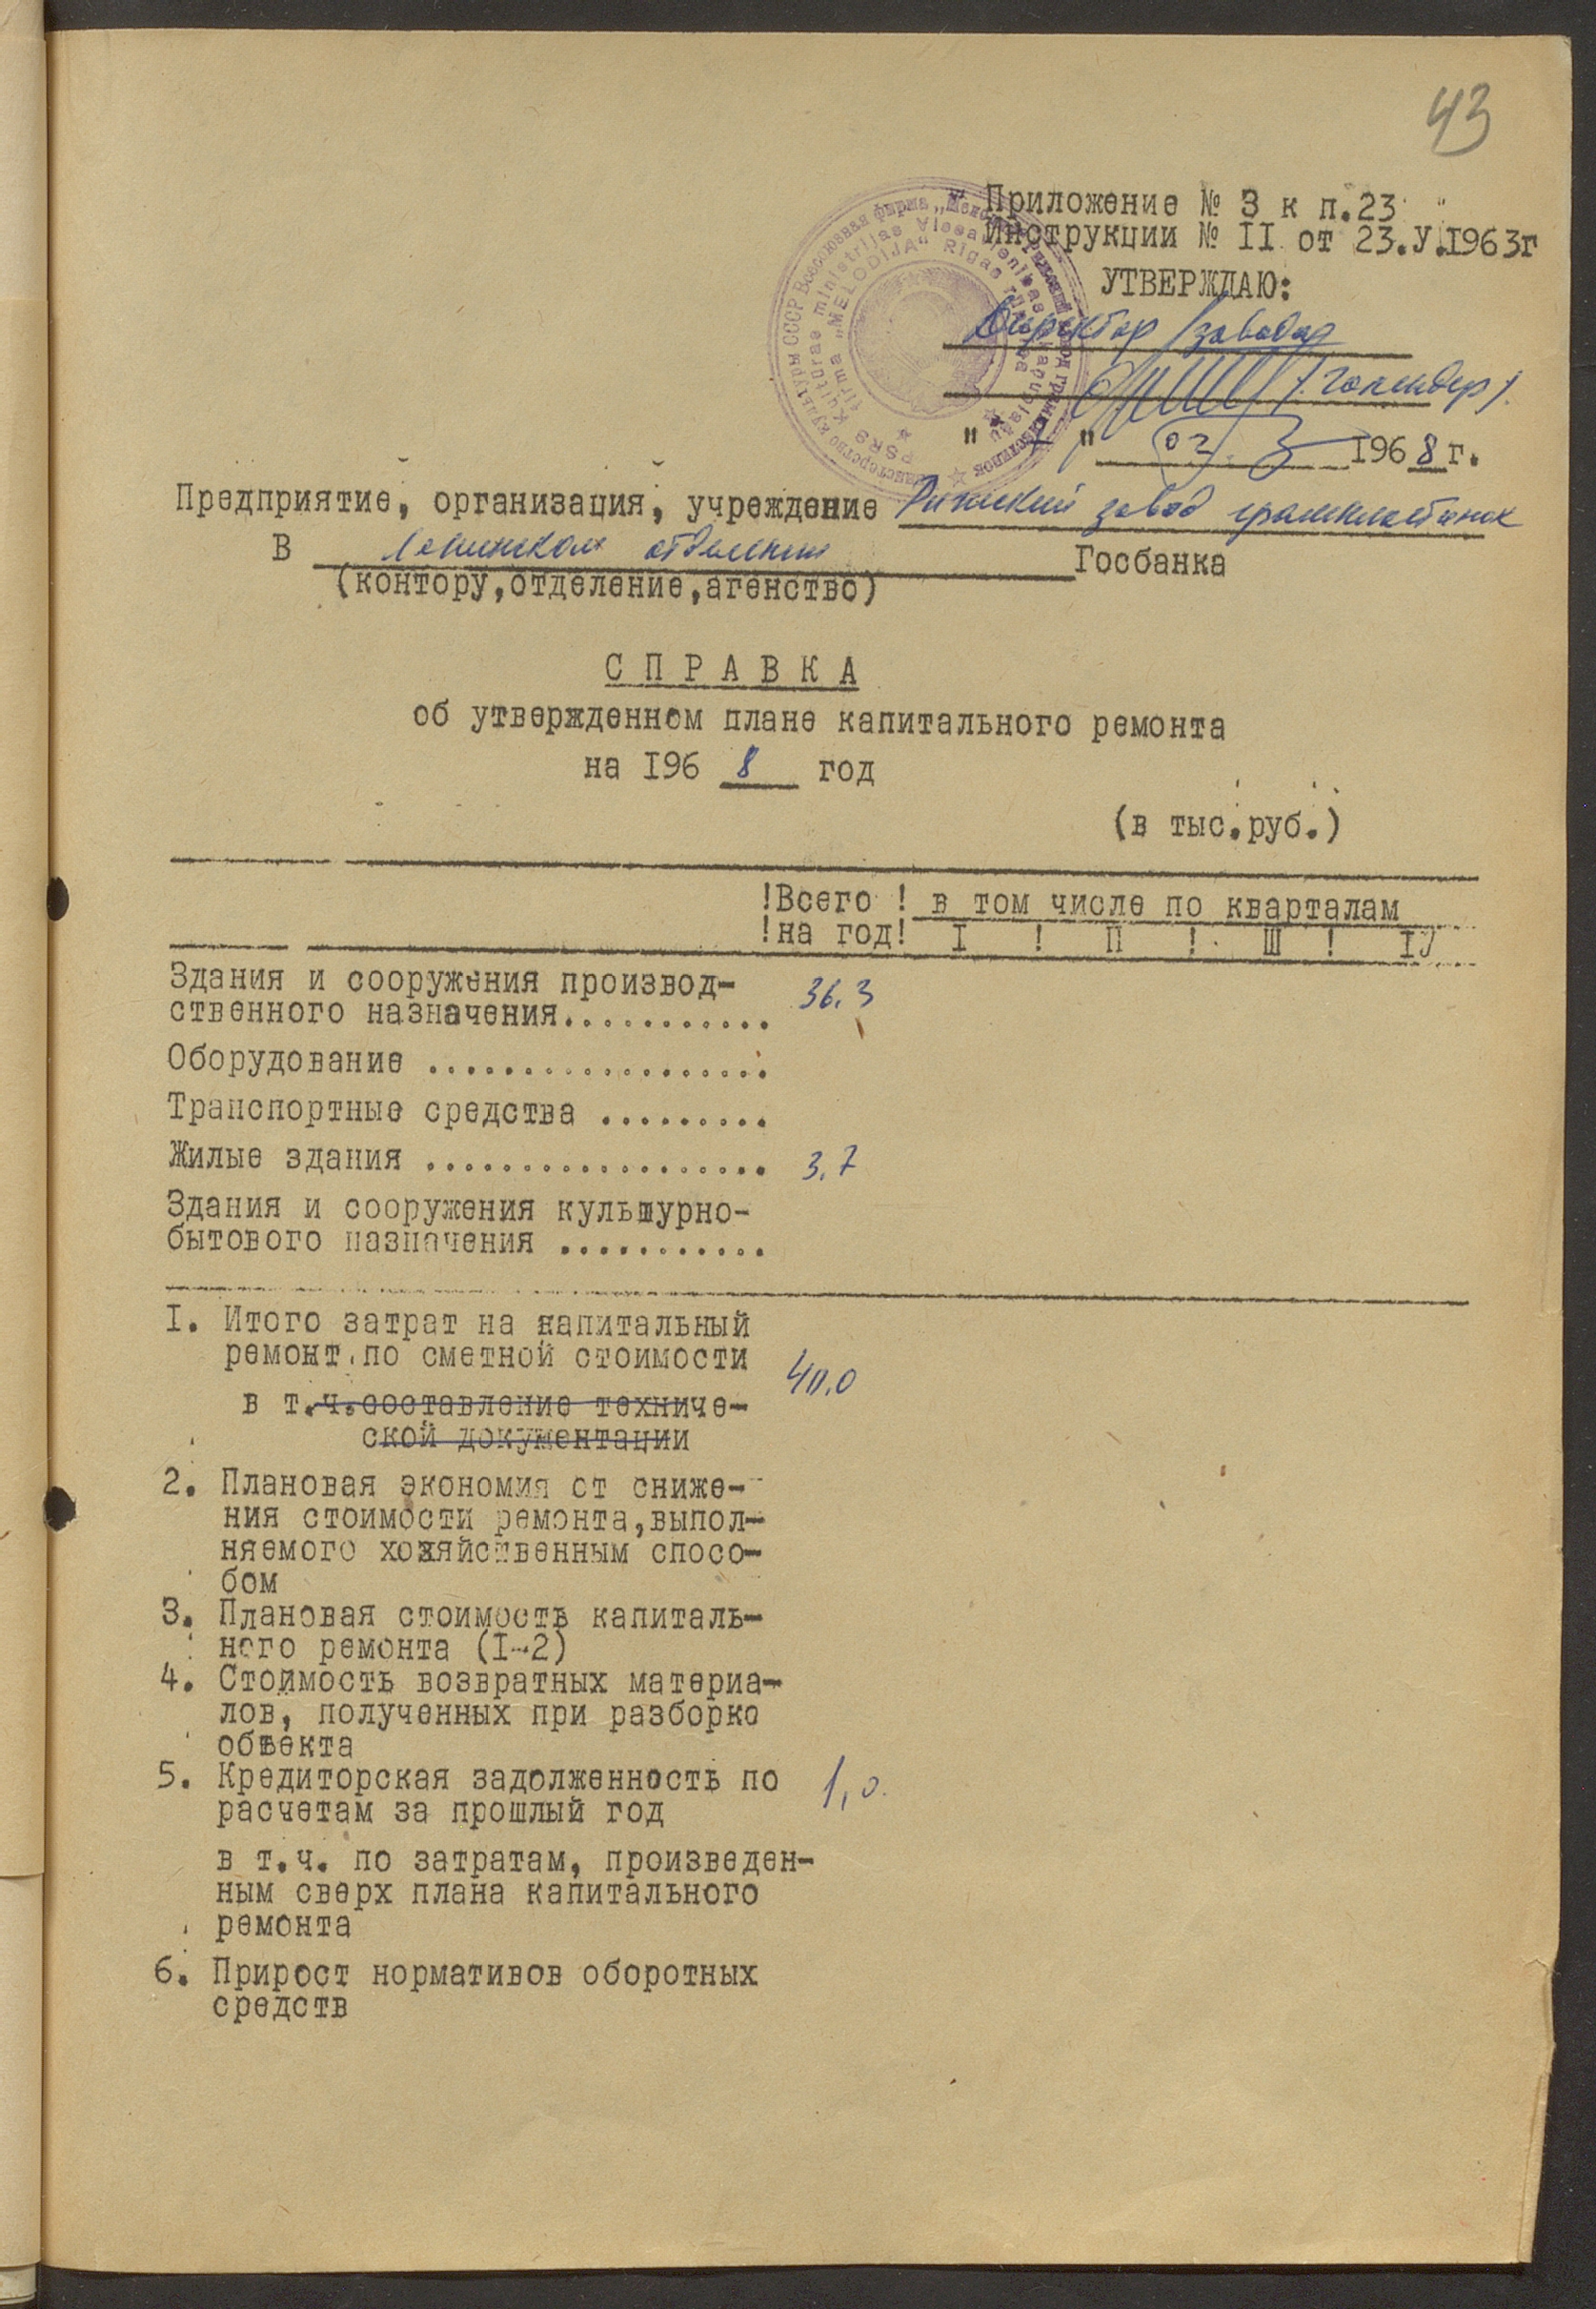 43
Приложение № 3 к п.23
Инструкции № II от 23.У.1963г
УТВЕРЖДАЮ:
Директор завода
" " 03 1968 г.
Предприятие, организация, учреждение Рижский завод грампластинок
В Ленинском отделении Госбанка
(контору,отделение,агенство)
С П Р А В К А
об утвержденном плане капитального ремонта
на I96 8 год
(в тыс.руб.)
!Всего ! в том числе по кварталам
!на год! I ! П ! Ш ! IУ
Здания и сооружения производ-
ственного назначения........... 36.3
Оборудование ..................
Транспортные средства .........
Жилые здания .................. 3,7
Здания и сооружения культурно-
бытового назначения ...........
I. Итого затрат на капитальный
ремонт по сметной стоимости 40,0
в т.ч.составление техниче-
ской документации
2. Плановая экономия от сниже-
ния стоимости ремонта,выпол-
няемого хозяйственным спосо-
бом
3. Плановая стоимость капиталь-
ного ремонта (I-2)
4. Стоимость возвратных материа-
лов, полученных при разборке
объекта
5. Кредиторская задолженность по 1,0.
расчетам за прошлый год
в т.ч. по затратам, произведен-
ным сверх плана капитального
ремонта
6. Прирост нормативов оборотных
средств